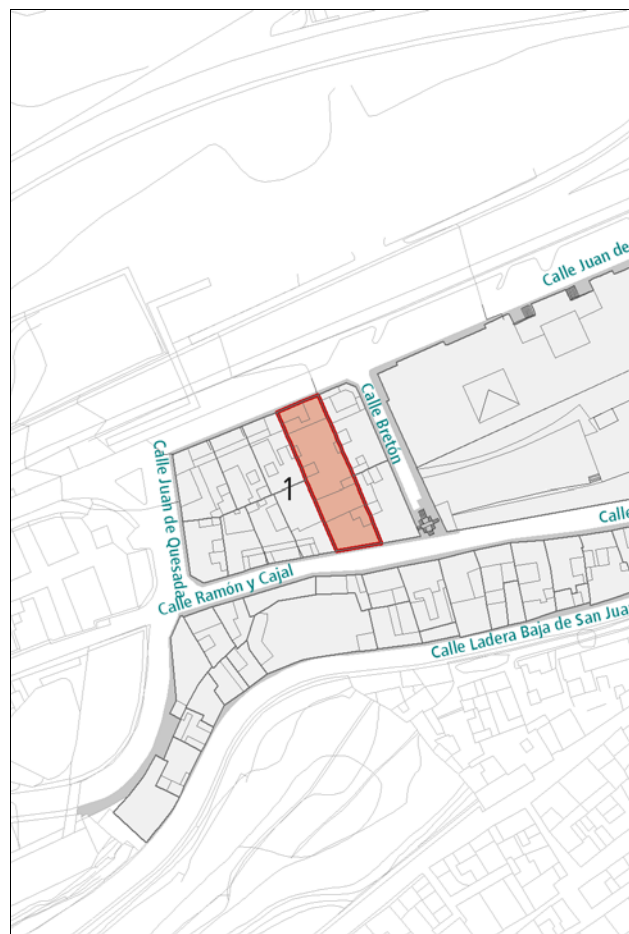 Calle Juan de
Calle Bretón
Calle Juan de Quesada
1
Calle
Calle Ramón y Cajal
Calle Ladera Baja de San Jua